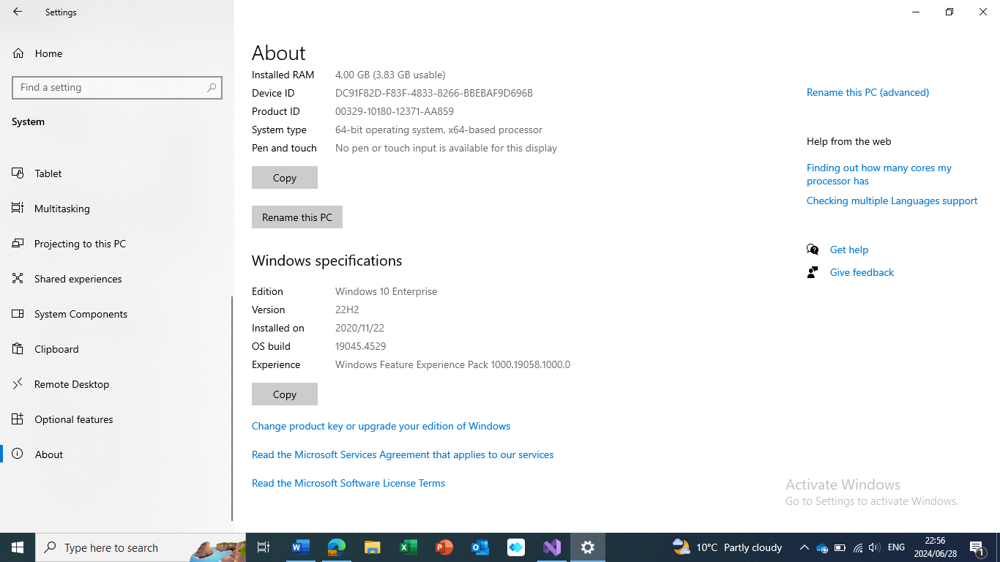 Settings
Home
Find a setting
System
Tablet
Multitasking
Projecting to this PC
Shared experiences
System Components
Clipboard
Remote Desktop
Optional features
About
About
Installed RAM 4,00 GB (3,83 GB usable)
Device ID DC91F82D-F83F-4833-8266-BBEBAF9D696B
Product ID 00329-10180-12371-AA859
System type 64-bit operating system, x64-based processor
Pen and touch No pen or touch input is available for this display
Copy
Rename this PC
Windows specifications
Edition Windows 10 Enterprise
Version 22H2
Installed on 2020/11/22
OS build 19045.4529
Experience Windows Feature Experience Pack 1000.19058.1000.0
Copy
Change product key or upgrade your edition of Windows
Read the Microsoft Services Agreement that applies to our services
Read the Microsoft Software License Terms
Rename this PC (advanced)
Help from the web
Finding out how many cores my
processor has
Checking multiple Languages support
Get help
Give feedback
Activate Windows
Go to Settings to activate Windows.
Type here to search
10°C Partly cloudy
ENG
22:56
2024/06/28
1